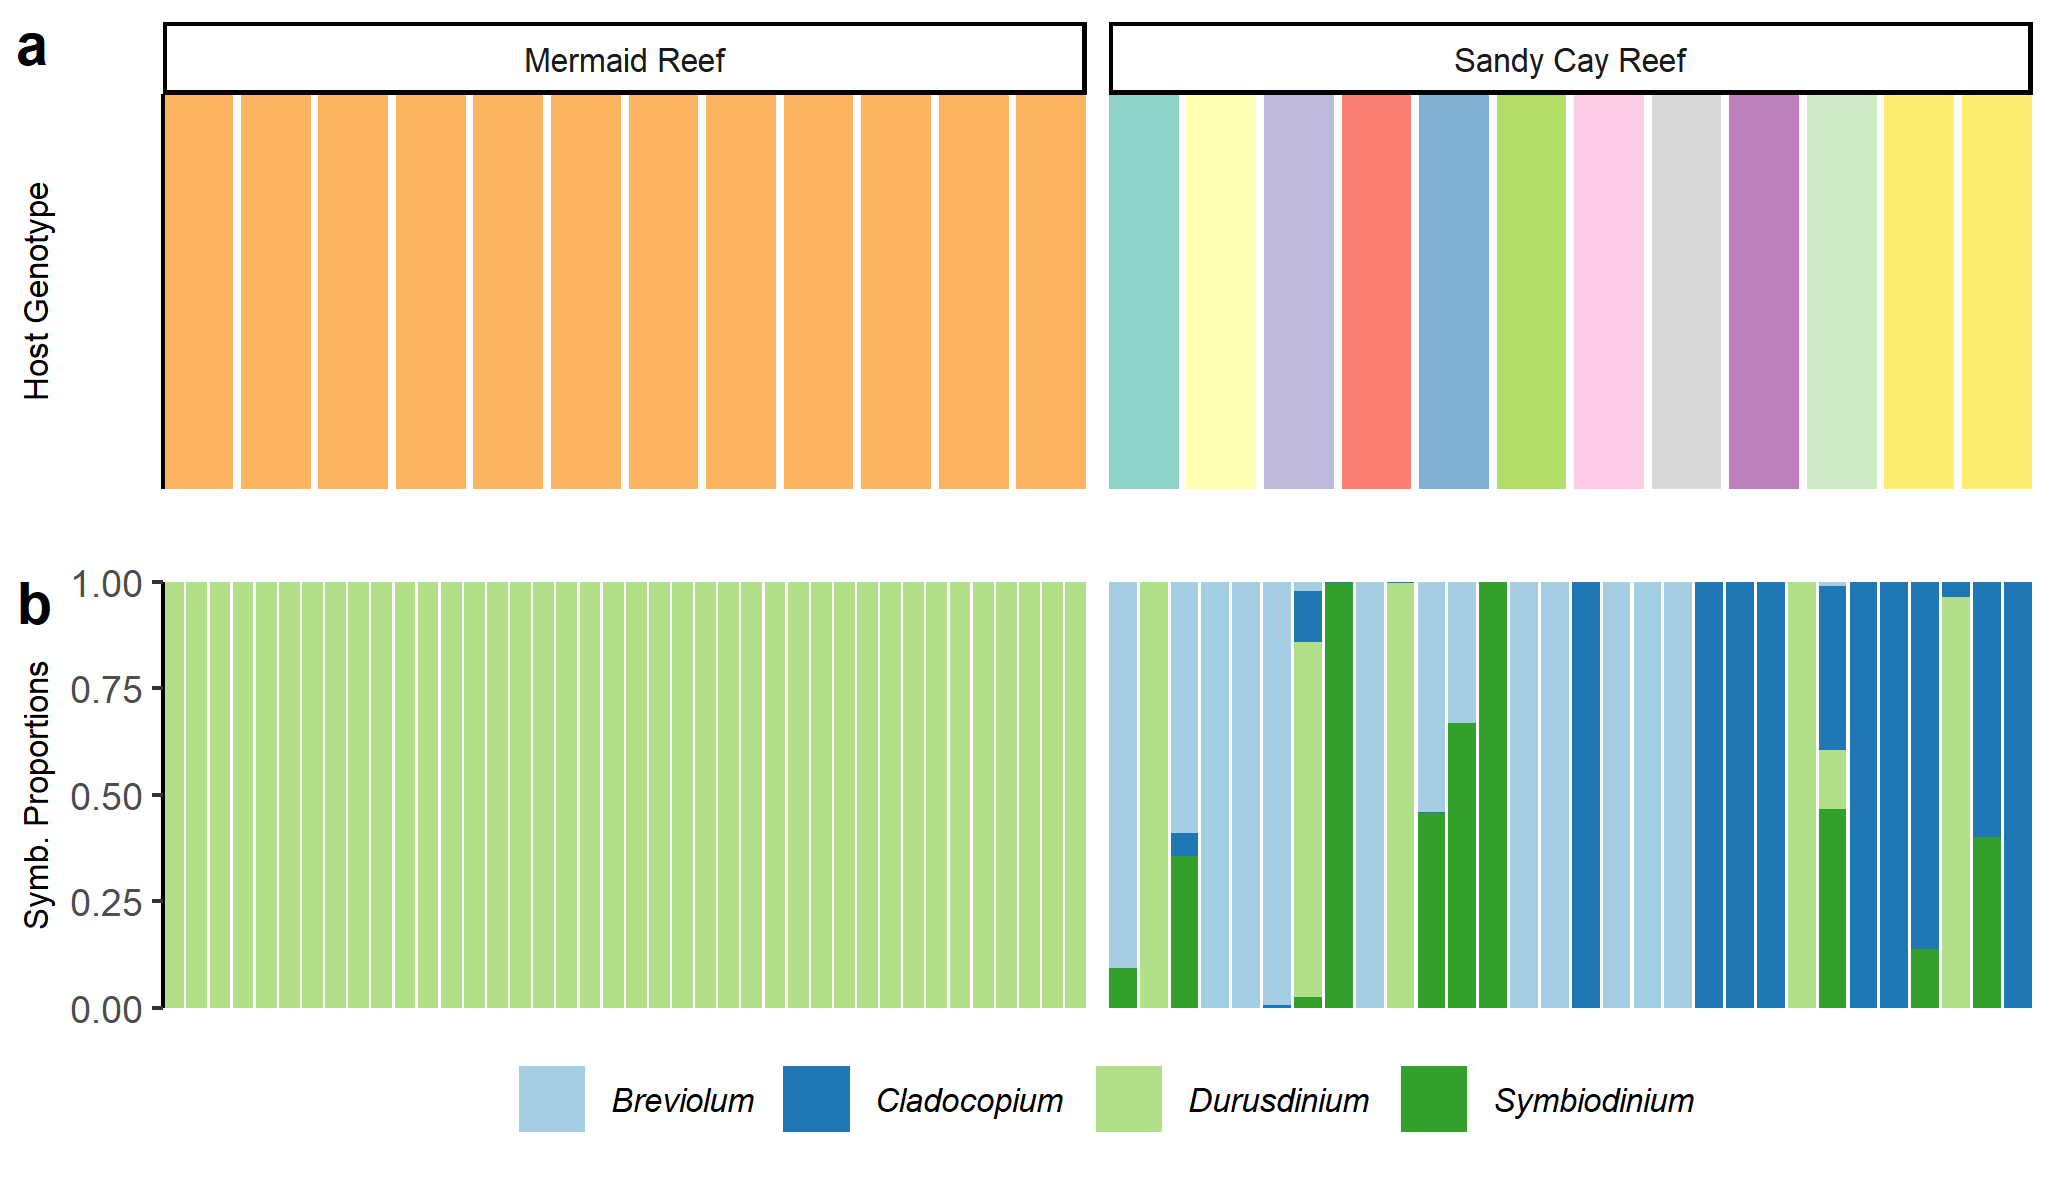 a
Mermaid Reef
Sandy Cay Reef
Host Genotype
b
Symb. Proportions
1.00
0.75
0.50
0.25
0.00
Breviolum
Cladocopium
Durusdinium
Symbiodinium